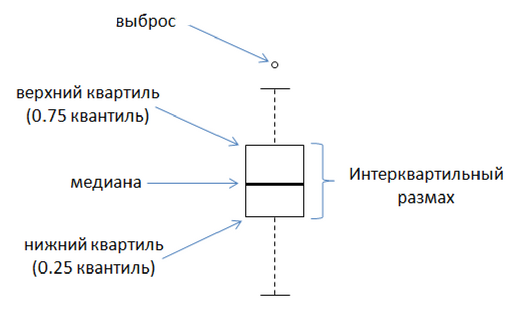 выброс
верхний квартиль
(0.75 квантиль)
медиана
Интерквартильный
размах
нижний квартиль
(0.25 квантиль)